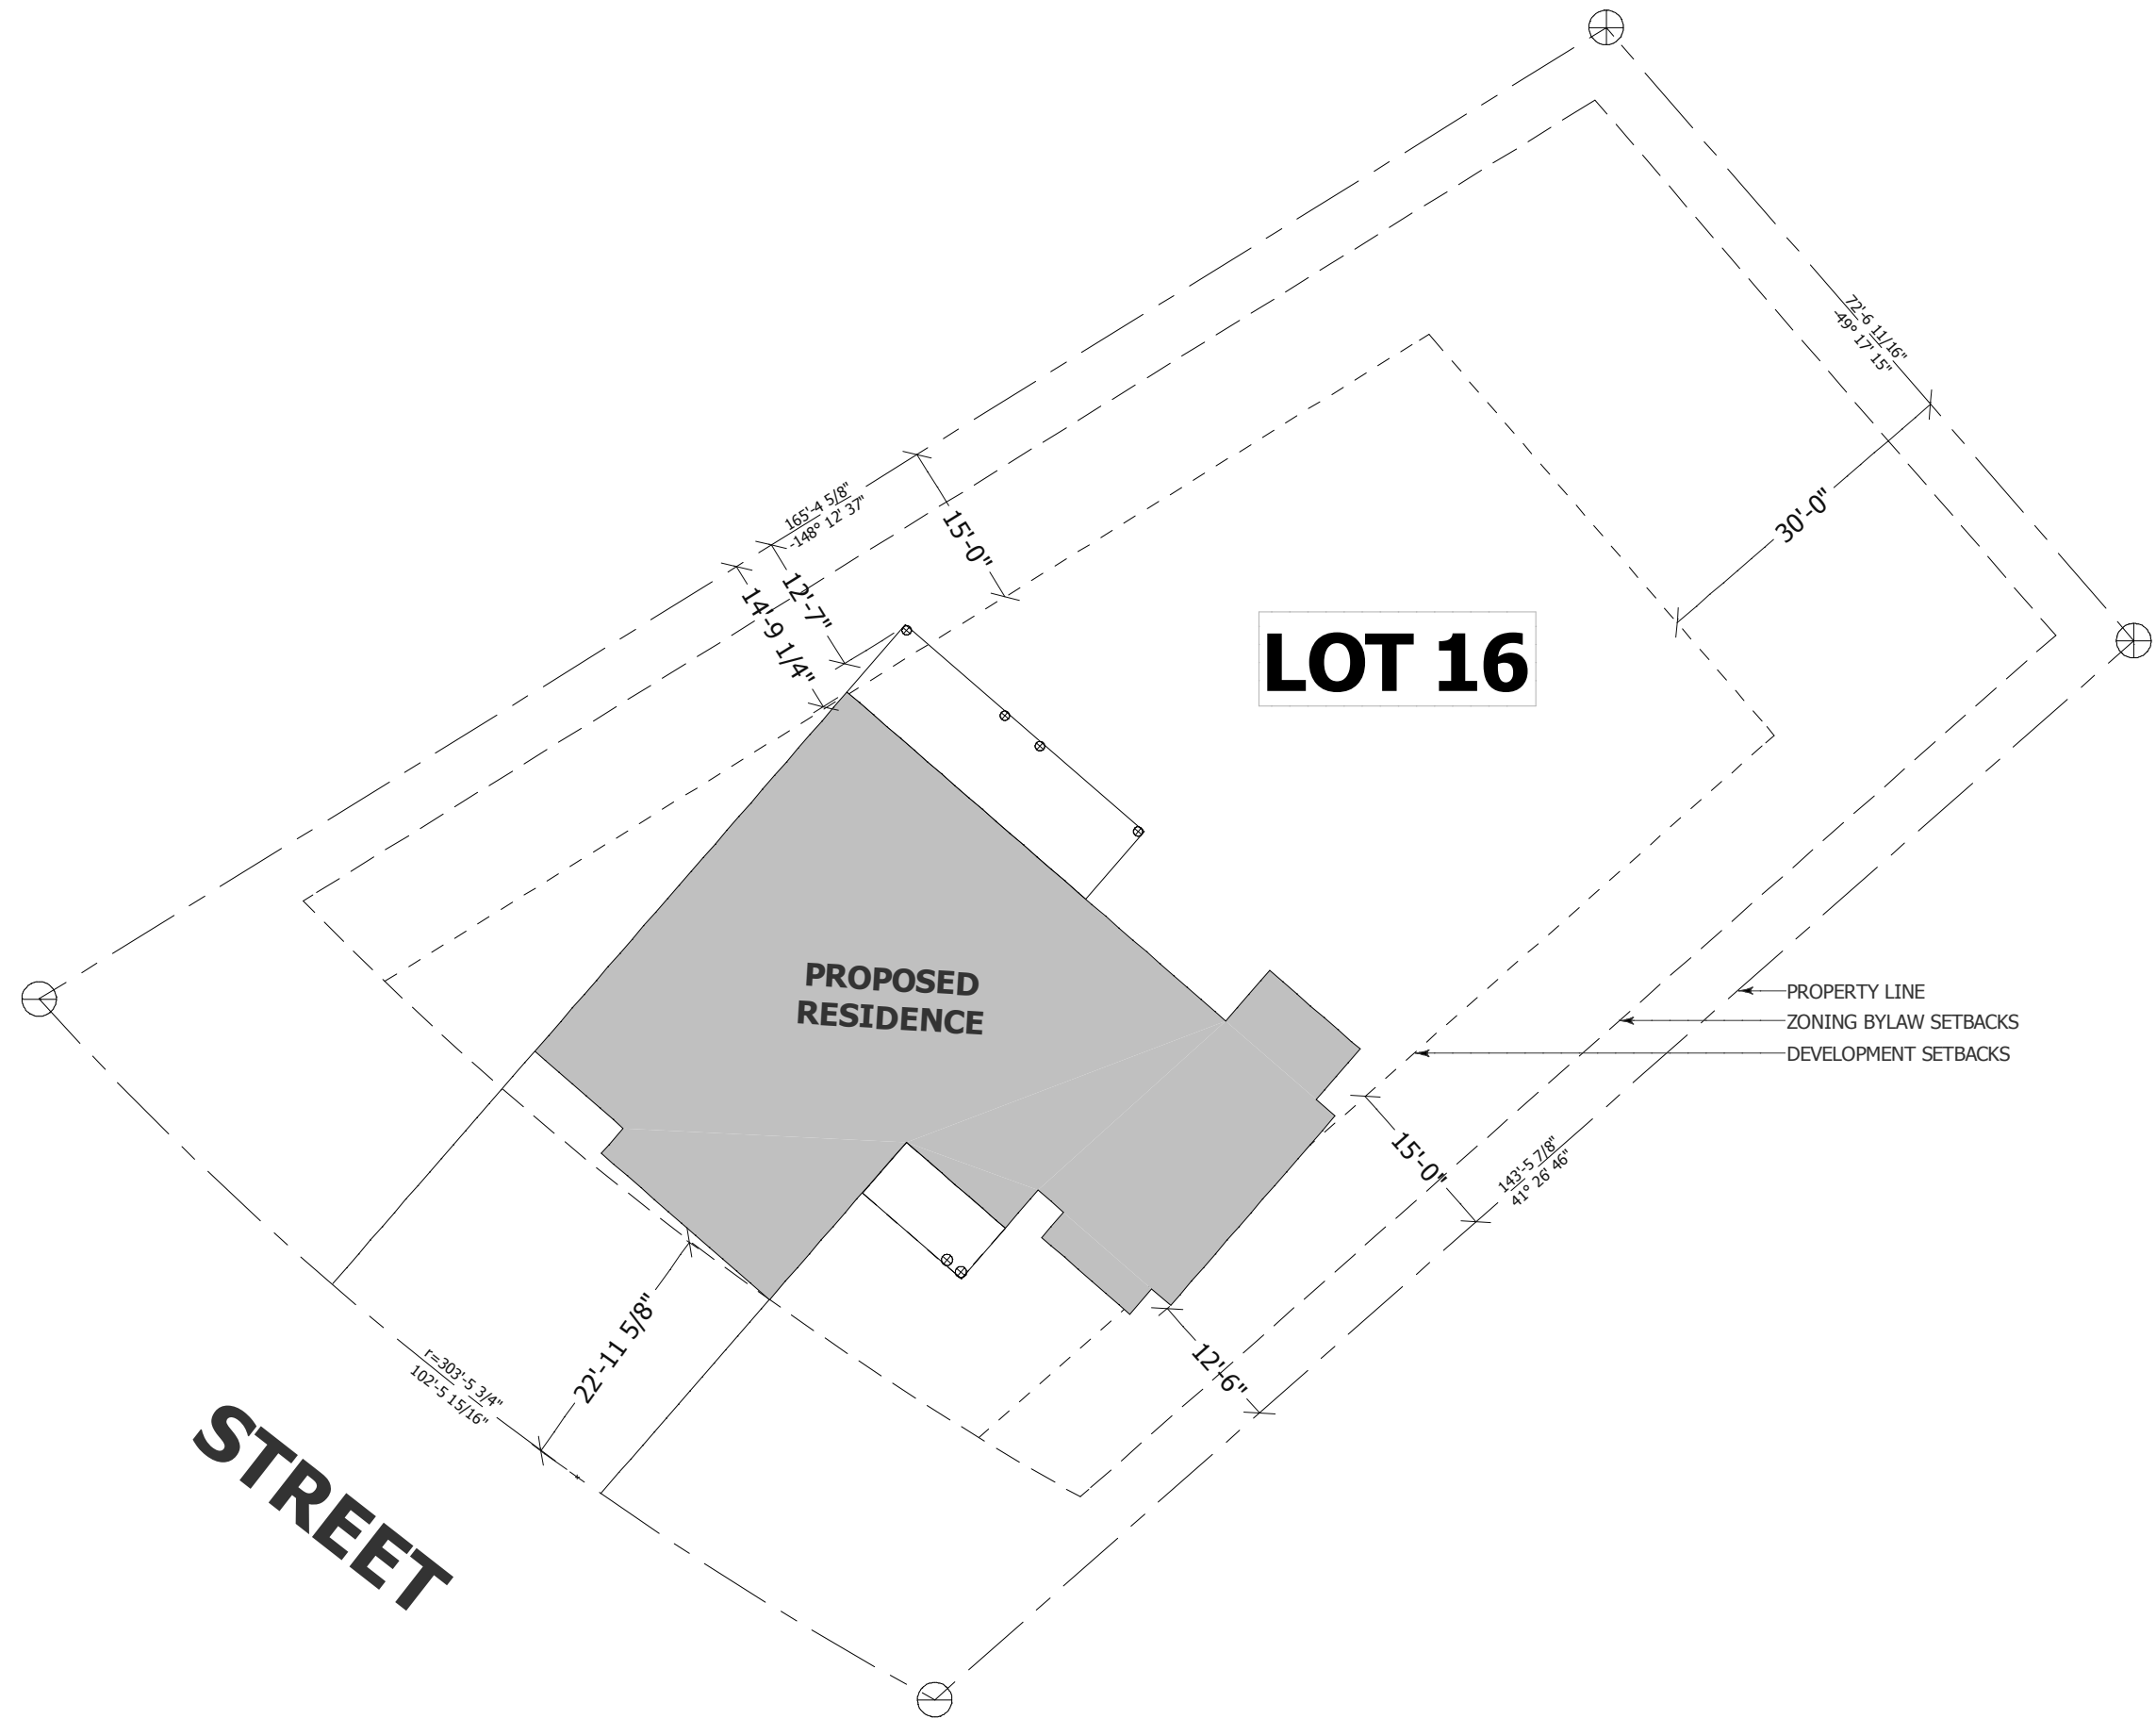 72'-6 11/16"
-49° 17' 15"
165'-4 5/8"
-148° 12' 37"
15'-0"
30'-0"
12'-7"
14'-9 1/4"
LOT 16
PROPOSED
RESIDENCE
PROPERTY LINE
ZONING BYLAW SETBACKS
DEVELOPMENT SETBACKS
15'-0"
143'-5 7/8"
41° 26' 46"
22'-11 5/8"
12'-6"
r=303'-5 3/4"
102'-5 15/16"
STREET